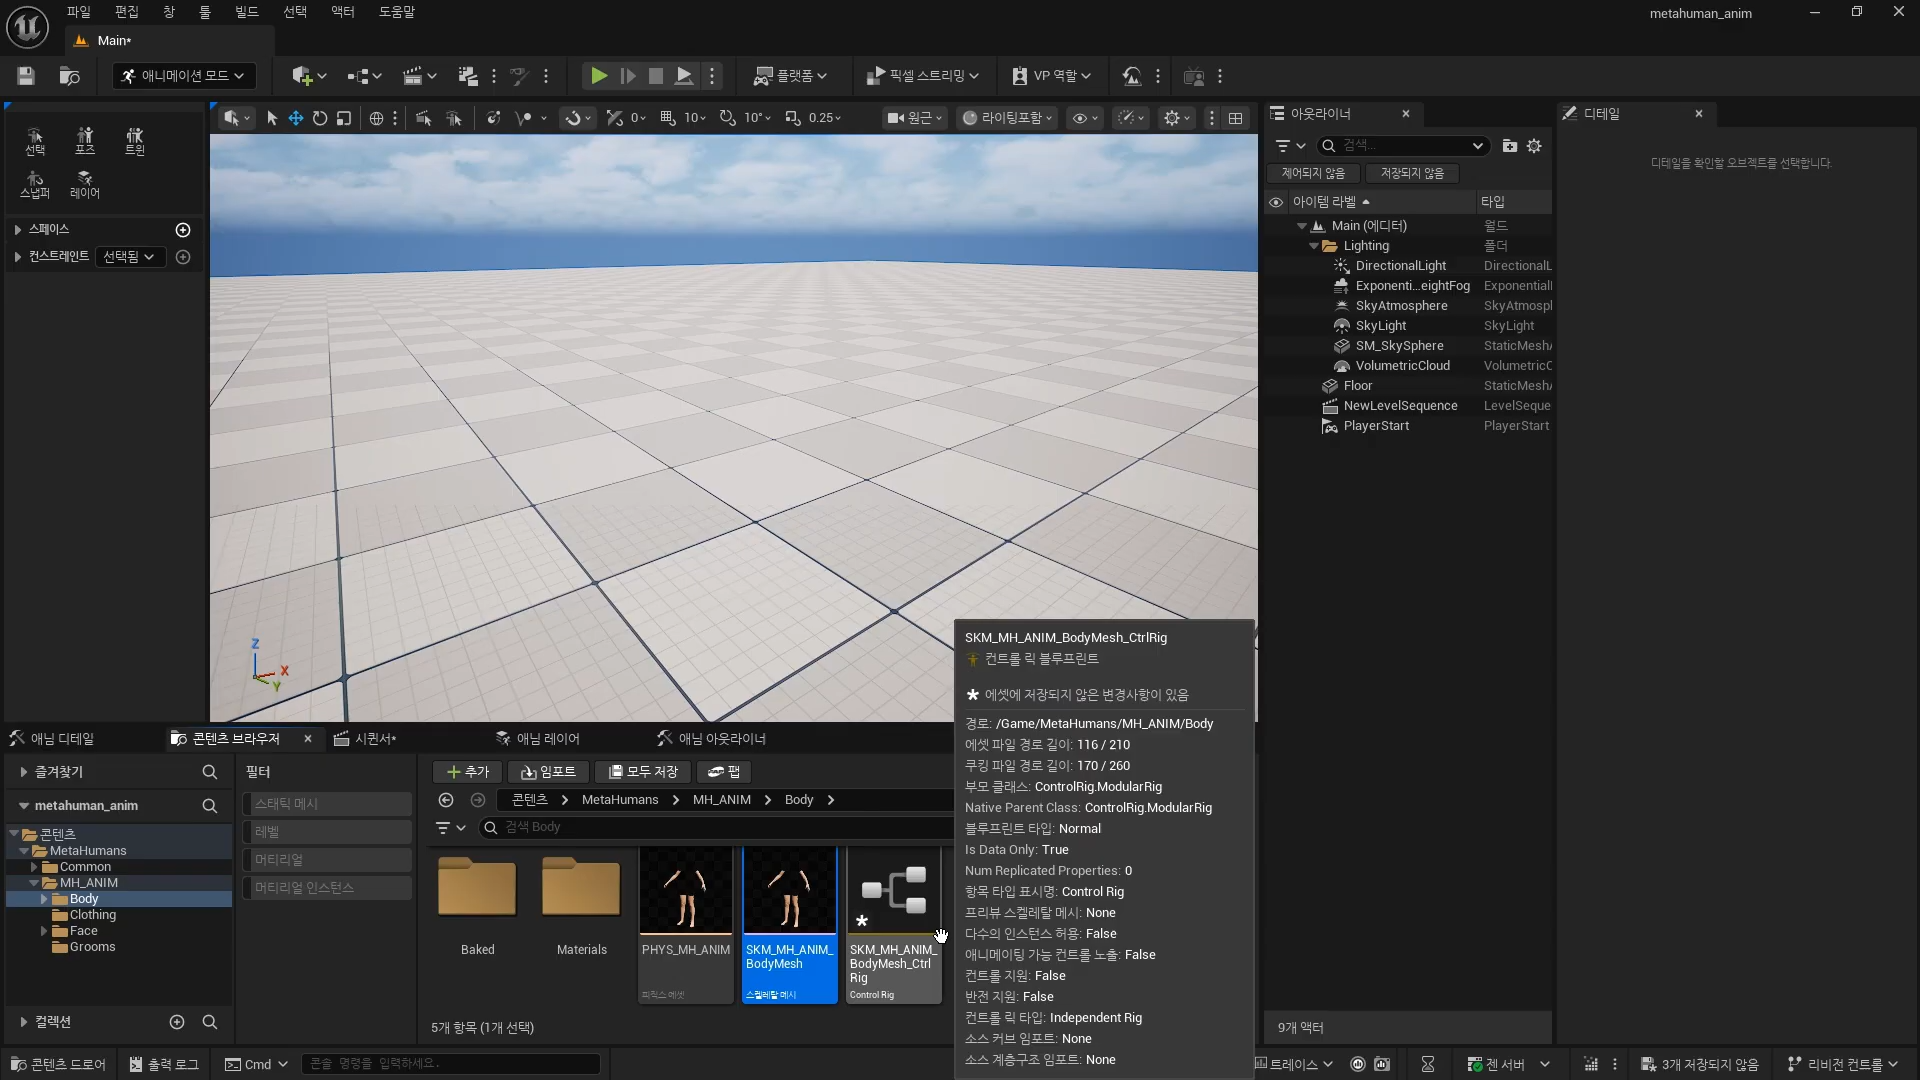 파일 편집 창 툴 빌드 선택 액터 도움말
metahuman_anim
Main*
애니메이션 모드
플랫폼
픽셀 스트리밍
VP 역할
0
10
10°
0.25
원근
라이팅포함
선택 포즈 트윈
스냅퍼 레이어
스페이스
컨스트레인트 선택됨
아웃라이너
검색...
제어되지 않음 저장되지 않음
아이템 라벨 타입
Main (에디터) 월드
Lighting 폴더
DirectionalLight DirectionalL
Exponenti...eightFog Exponential
SkyAtmosphere SkyAtmosp
SkyLight SkyLight
SM_SkySphere StaticMesh
VolumetricCloud VolumetricC
Floor StaticMesh
NewLevelSequence LevelSeque
PlayerStart PlayerStart
9개 액터
디테일
디테일을 확인할 오브젝트를 선택합니다.
Z
X
Y
애님 디테일 콘텐츠 브라우저 시퀀서* 애님 레이어 애님 아웃라이너
즐겨찾기
metahuman_anim
콘텐츠
MetaHumans
Common
MH_ANIM
Body
Clothing
Face
Grooms
컬렉션
필터
스태틱 메시
레벨
머티리얼
머티리얼 인스턴스
추가 임포트 모두 저장 팹
콘텐츠 MetaHumans MH_ANIM Body
검색 Body
Baked
Materials
PHYS_MH_ANIM
피직스 에셋
SKM_MH_ANIM_
BodyMesh
스켈레탈 메시
SKM_MH_ANIM_
BodyMesh_Ctrl
Rig
Control Rig
5개 항목 (1개 선택)
SKM_MH_ANIM_BodyMesh_CtrlRig
컨트롤 릭 블루프린트
에셋에 저장되지 않은 변경사항이 있음
경로: /Game/MetaHumans/MH_ANIM/Body
에셋 파일 경로 길이: 116 / 210
쿠킹 파일 경로 길이: 170 / 260
부모 클래스: ControlRig.ModularRig
Native Parent Class: ControlRig.ModularRig
블루프린트 타입: Normal
Is Data Only: True
Num Replicated Properties: 0
항목 타입 표시명: Control Rig
프리뷰 스켈레탈 메시: None
다수의 인스턴스 허용: False
애니메이팅 가능 컨트롤 노출: False
컨트롤 지원: False
반전 지원: False
컨트롤 릭 타입: Independent Rig
소스 커브 임포트: None
소스 계층구조 임포트: None
콘텐츠 드로어 출력 로그 Cmd 콘솔 명령을 입력하세요.
트레이스
젠 서버
3개 저장되지 않음
리비전 컨트롤